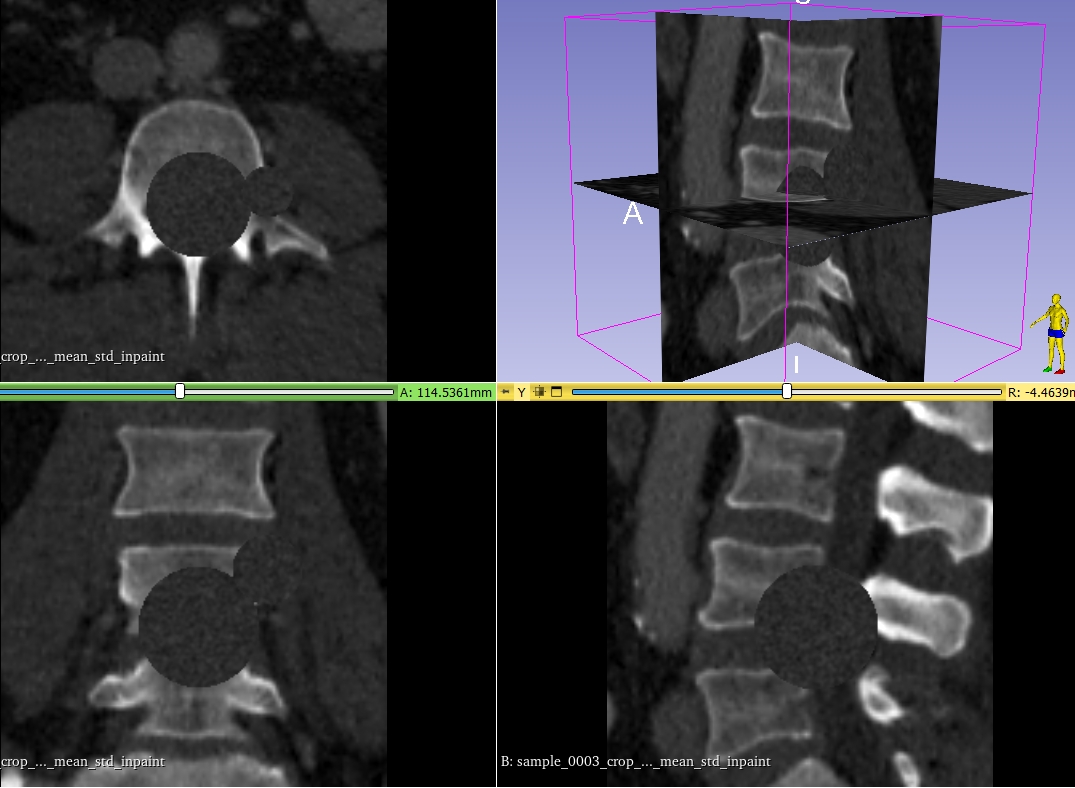 A
crop_..._mean_std_inpaint
I
A: 114.5361mm
Y
R: -4.4639m
crop_..._mean_std_inpaint
B: sample_0003_crop_..._mean_std_inpaint